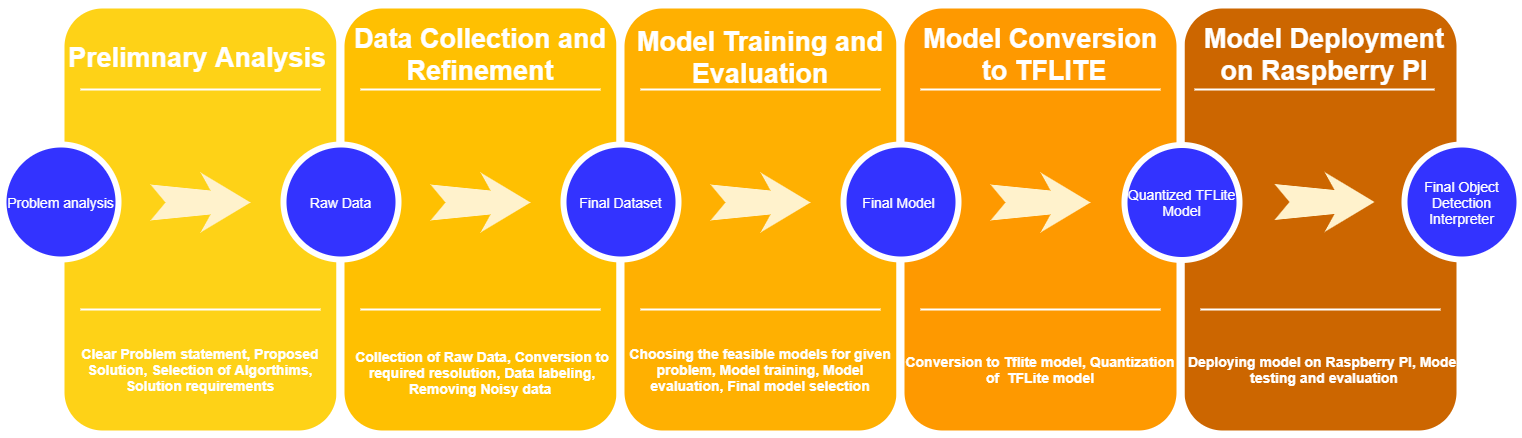 Prelimnary Analysis
Data Collection and
Refinement
Model Training and
Evaluation
Model Conversion
to TFLITE
Model Deployment
on Raspberry PI
Problem analysis
Raw Data
Final Dataset
Final Model
Quantized TFLite
Model
Final Object
Detection
Interpreter
Clear Problem statement, Proposed
Solution, Selection of Algorthims,
Solution requirements
Collection of Raw Data, Conversion to
required resolution, Data labeling,
Removing Noisy data
Choosing the feasible models for given
problem, Model training, Model
evaluation, Final model selection
Conversion to Tflite model, Quantization
of TFLite model
Deploying model on Raspberry PI, Mode
testing and evaluation